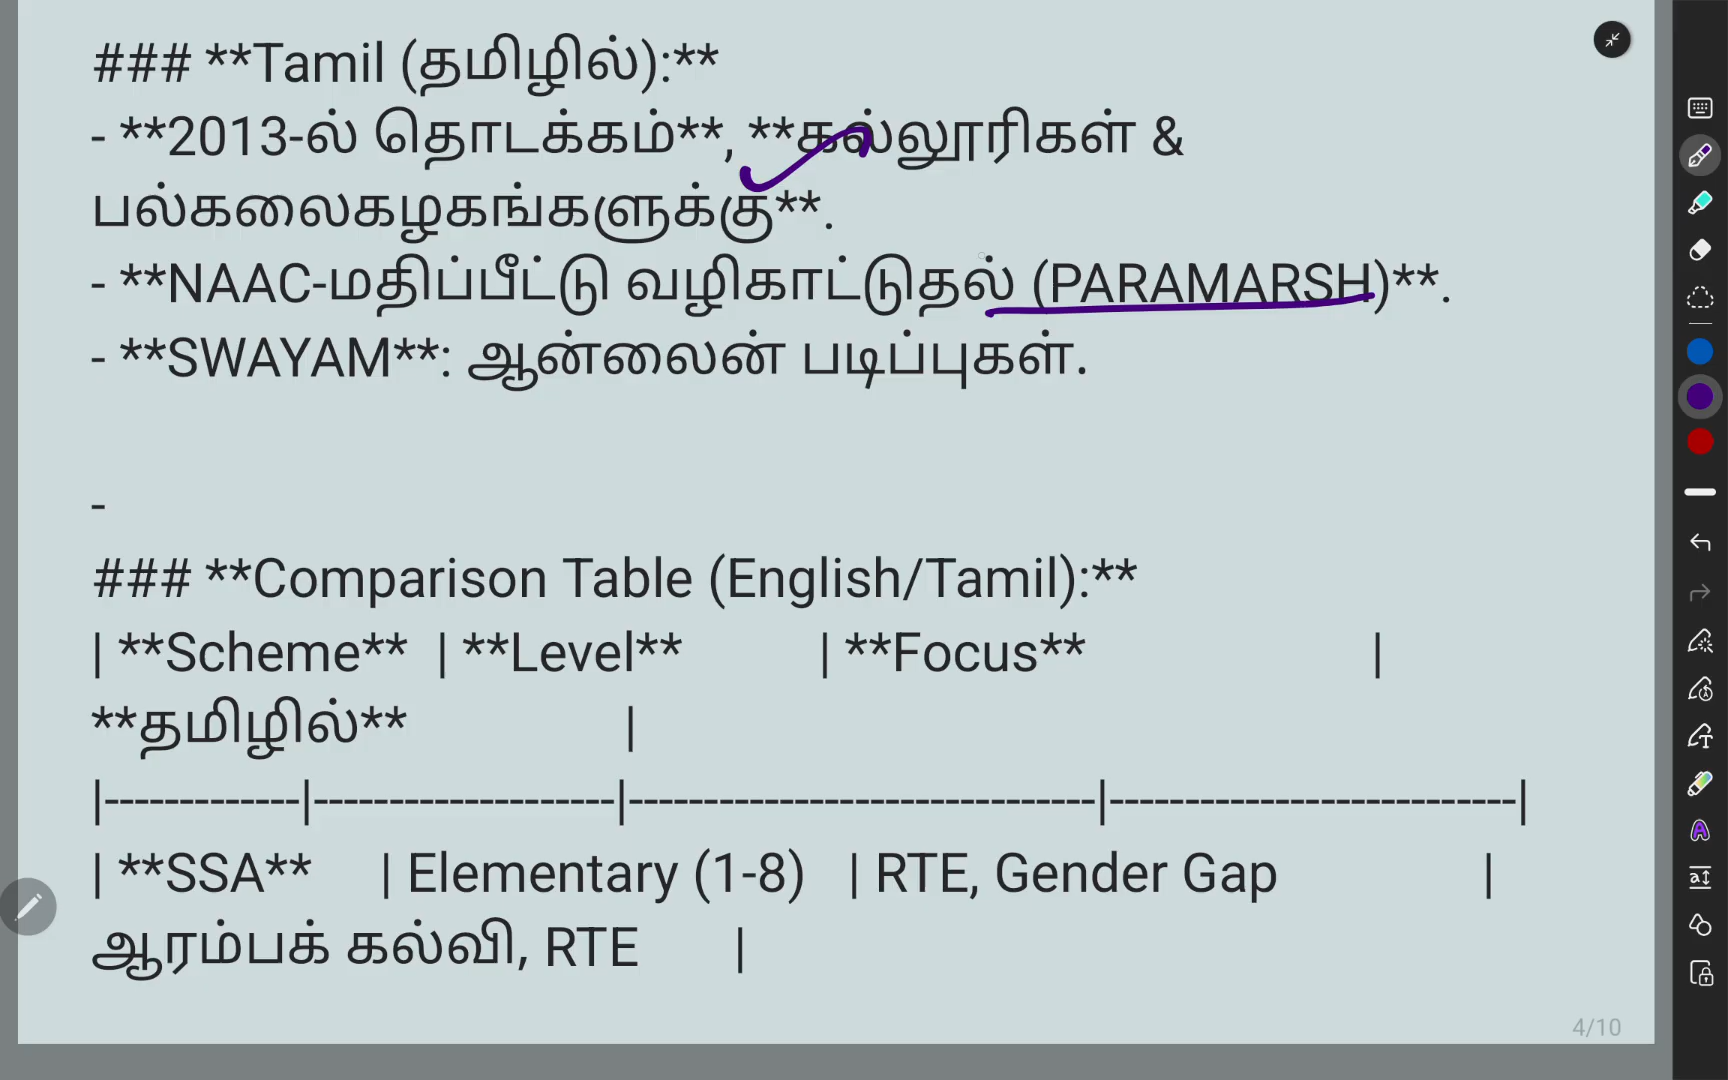 ### **Tamil (தமிழில்):**
- **2013-ல் தொடக்கம்**, **கல்லூரிகள் &
பல்கலைகழகங்களுக்கு**.
- **NAAC-மதிப்பீட்டு வழிகாட்டுதல் (PARAMARSH)**.
- **SWAYAM**: ஆன்லைன் படிப்புகள்.
-
### **Comparison Table (English/Tamil):**
| **Scheme** | **Level** | **Focus** |
**தமிழில்** |
|-------------|--------------------|-------------------------------|---------------------------|
| **SSA** | Elementary (1-8) | RTE, Gender Gap |
ஆரம்பக் கல்வி, RTE |
4/10